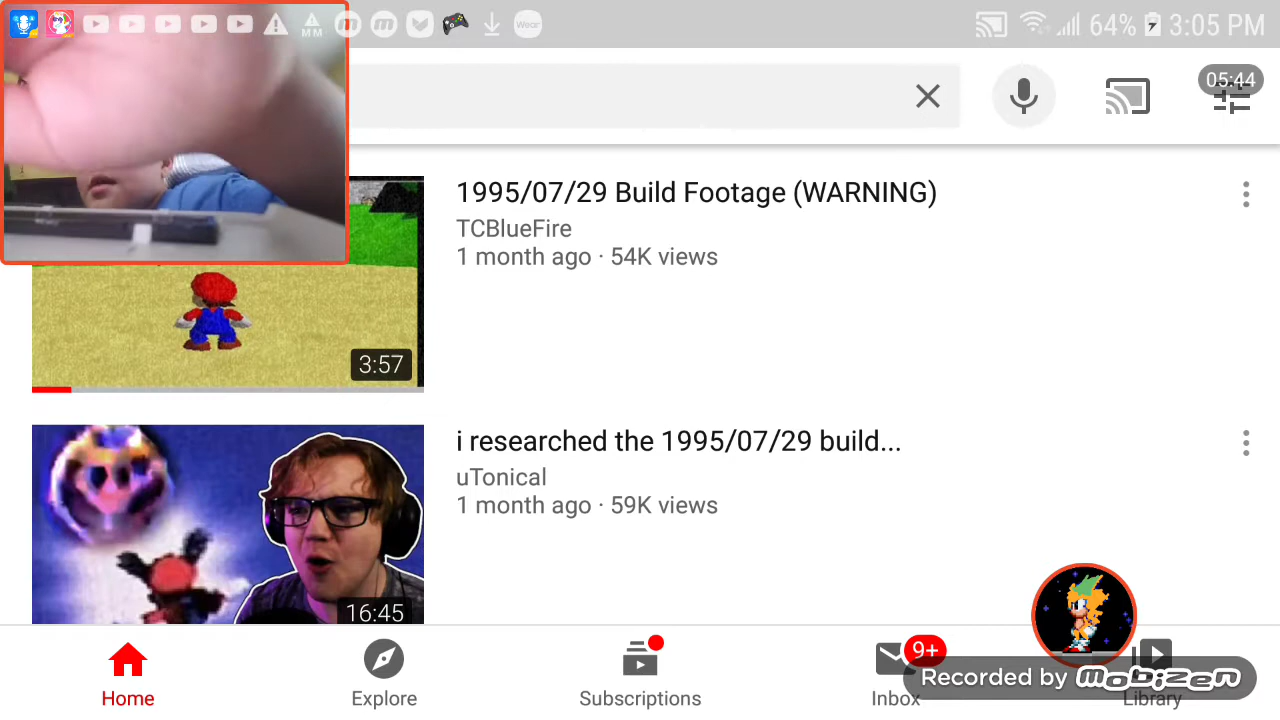 MM
Wear
64%
3:05 PM
05:44
1995/07/29 Build Footage (WARNING)
TCBlueFire
1 month ago · 54K views
3:57
i researched the 1995/07/29 build...
uTonical
1 month ago · 59K views
16:45
9+
Recorded by mobizen
Home
Explore
Subscriptions
Inbox
Library